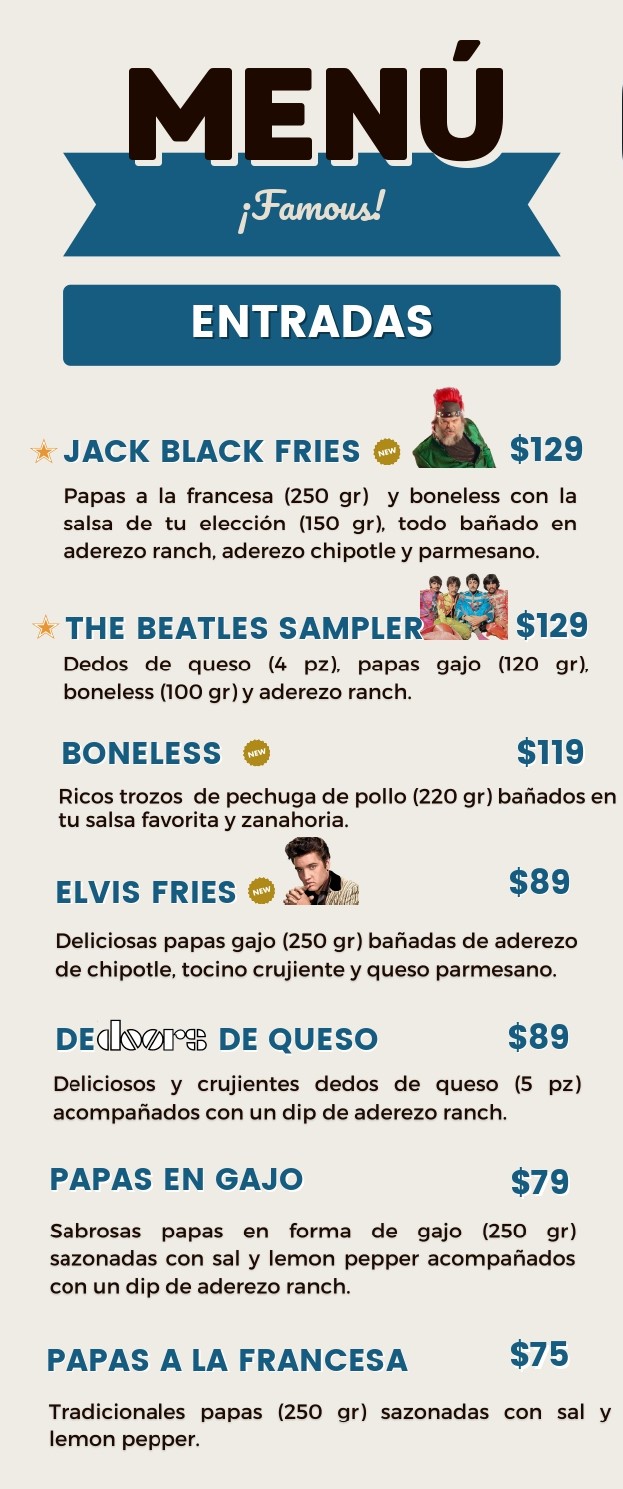 MENÚ
¡Famous!
ENTRADAS
JACK BLACK FRIES NEW $129
Papas a la francesa (250 gr) y boneless con la
salsa de tu elección (150 gr), todo bañado en
aderezo ranch, aderezo chipotle y parmesano.
THE BEATLES SAMPLER $129
Dedos de queso (4 pz), papas gajo (120 gr),
boneless (100 gr) y aderezo ranch.
BONELESS NEW $119
Ricos trozos de pechuga de pollo (220 gr) bañados en
tu salsa favorita y zanahoria.
ELVIS FRIES NEW $89
Deliciosas papas gajo (250 gr) bañadas de aderezo
de chipotle, tocino crujiente y queso parmesano.
DEdoors DE QUESO $89
Deliciosos y crujientes dedos de queso (5 pz)
acompañados con un dip de aderezo ranch.
PAPAS EN GAJO $79
Sabrosas papas en forma de gajo (250 gr)
sazonadas con sal y lemon pepper acompañados
con un dip de aderezo ranch.
PAPAS A LA FRANCESA $75
Tradicionales papas (250 gr) sazonadas con sal y
lemon pepper.